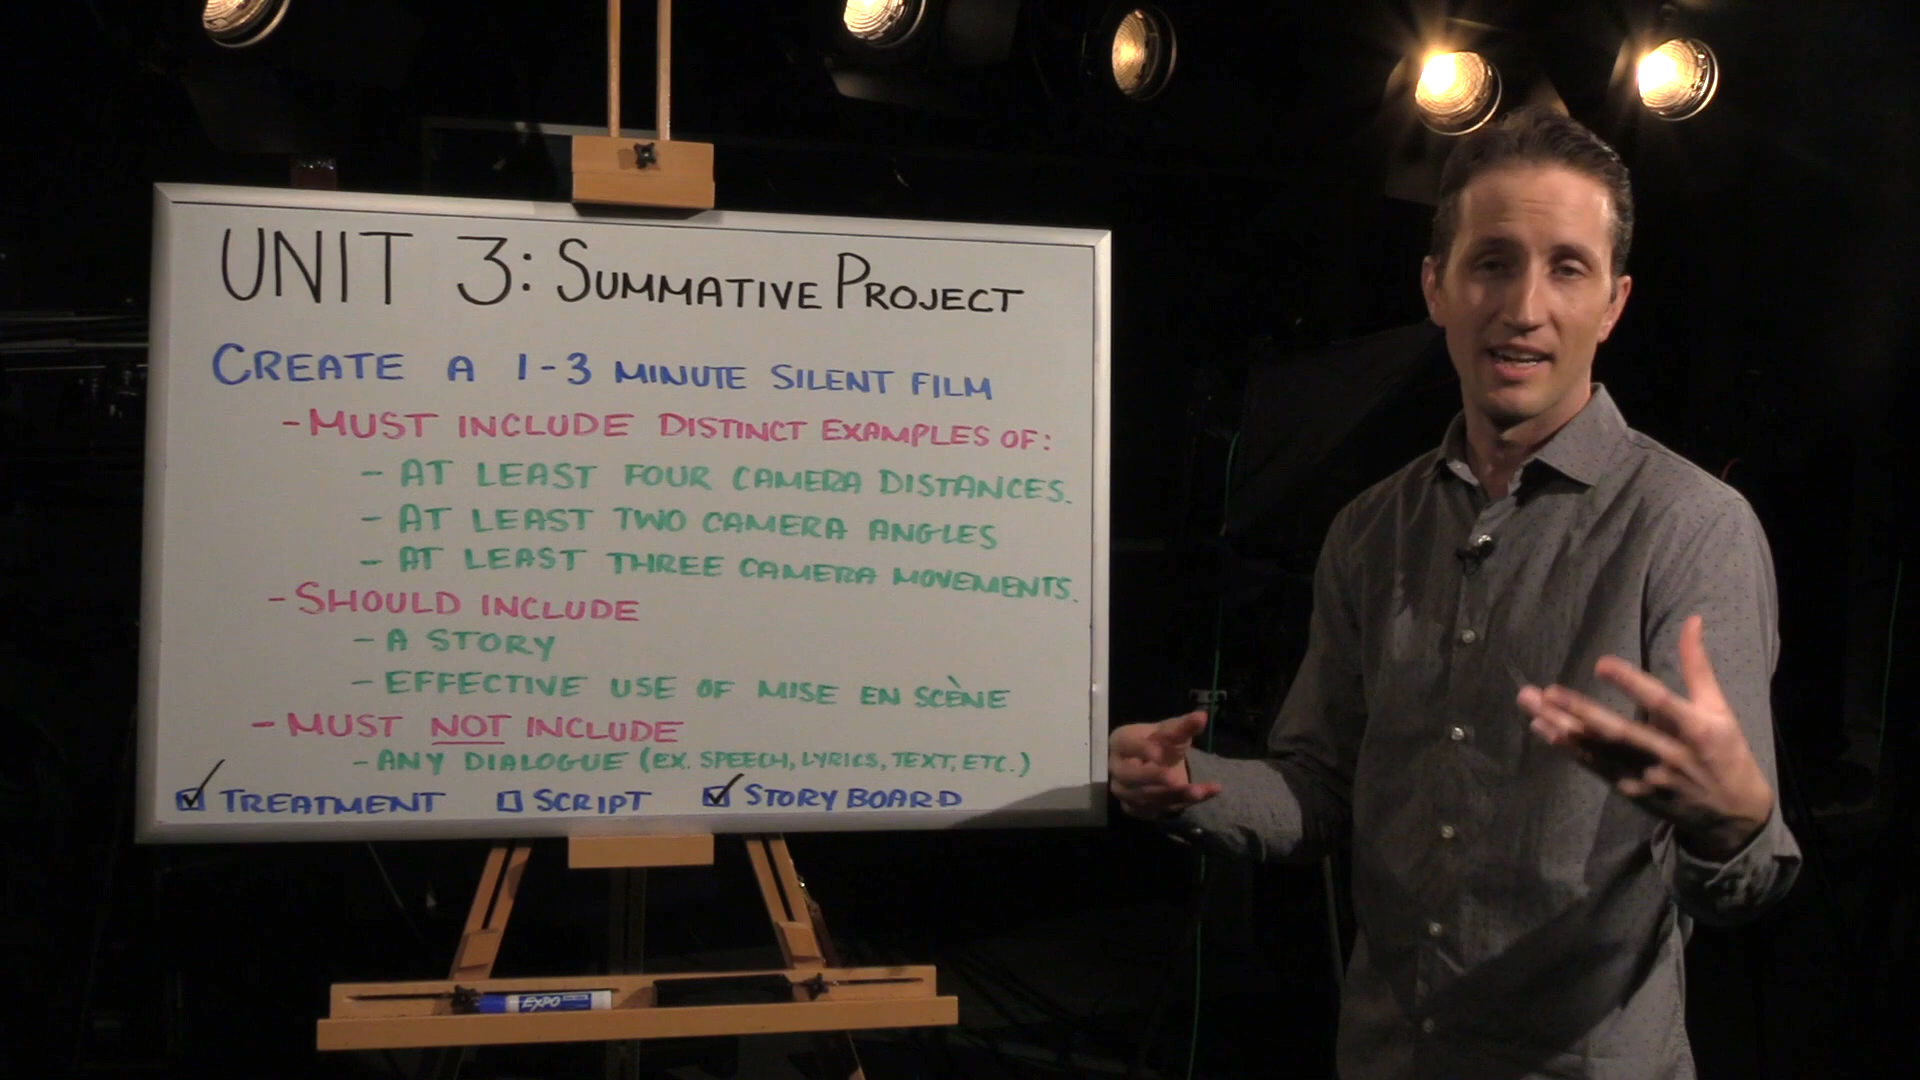 UNIT 3: SUMMATIVE PROJECT
CREATE A 1-3 MINUTE SILENT FILM
- MUST INCLUDE DISTINCT EXAMPLES OF:
- AT LEAST FOUR CAMERA DISTANCES.
- AT LEAST TWO CAMERA ANGLES
- AT LEAST THREE CAMERA MOVEMENTS.
- SHOULD INCLUDE
- A STORY
- EFFECTIVE USE OF MISE EN SCÈNE
- MUST NOT INCLUDE
- ANY DIALOGUE (EX. SPEECH, LYRICS, TEXT, ETC.)
☑ TREATMENT ☐ SCRIPT ☑ STORY BOARD
EXPO